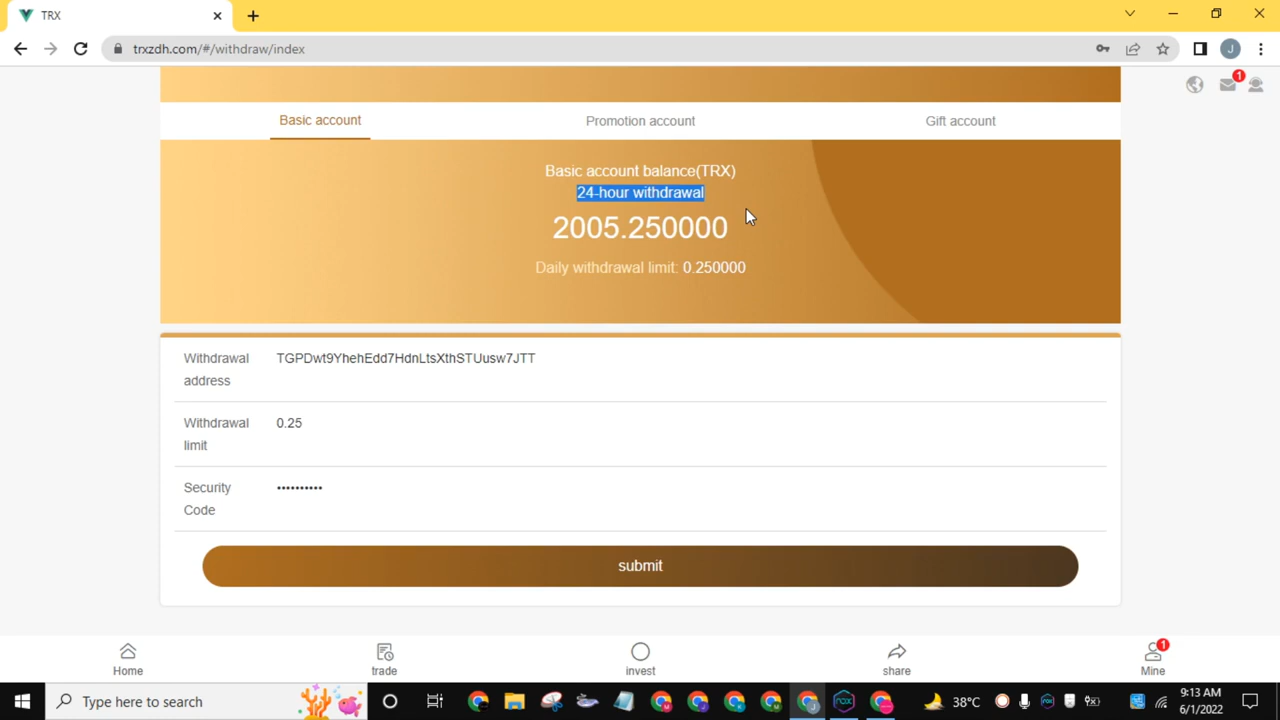 TRX
trxzdh.com/#/withdraw/index
J
1
Basic account
Promotion account
Gift account
Basic account balance(TRX)
24-hour withdrawal
2005.250000
Daily withdrawal limit: 0.250000
Withdrawal address
TGPDwt9YhehEdd7HdnLtsXthSTUusw7JTT
Withdrawal limit
0.25
Security Code
••••••••••
submit
Home
trade
invest
share
1
Mine
Type here to search
38°C
9:13 AM
6/1/2022